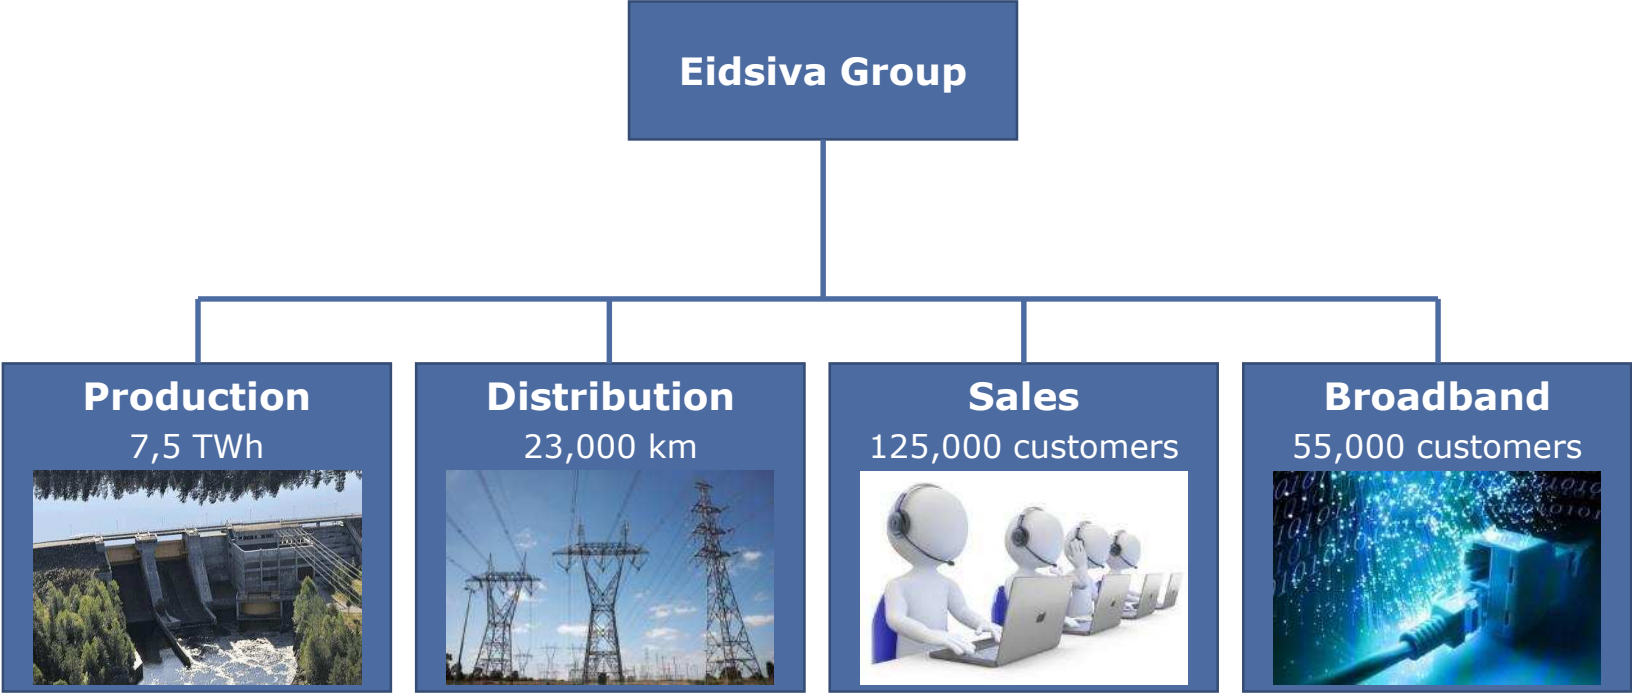 Eidsiva Group
Production
7,5 TWh
Distribution
23,000 km
Sales
125,000 customers
Broadband
55,000 customers